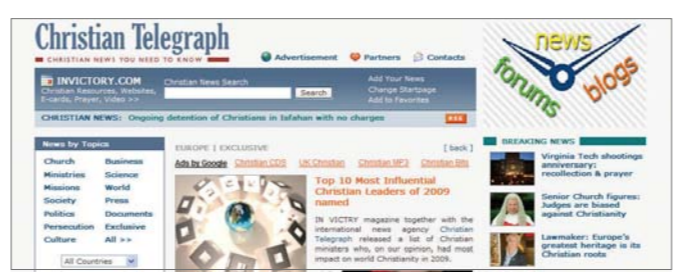 Christian Telegraph
CHRISTIAN NEWS YOU NEED TO KNOW
Advertisement Partners Contacts
INVICTORY.COM
Christian Resources, Websites,
E-cards, Prayer, Video >>
Christian News Search
Search
Add Your News
Change Startpage
Add to Favorites
CHRISTIAN NEWS: Ongoing detention of Christians in Isfahan with no charges
RSS
news
forums
blogs
News by Topics
Church Business
Ministries Science
Missions World
Society Press
Politics Documents
Persecution Exclusive
Culture All >>
All Countries
EUROPE | EXCLUSIVE [ back ]
Ads by Google Christian CDS UK Christian Christian MP3 Christian Bits
Top 10 Most Influential
Christian Leaders of 2009
named
IN VICTRY magazine together with the
international news agency Christian
Telegraph released a list of Christian
ministers who, on our opinion, had most
impact on world Christianity in 2009.
BREAKING NEWS
Virginia Tech shootings
anniversary:
recollection & prayer
Senior Church figures:
Judges are biased
against Christianity
Lawmaker: Europe's
greatest heritage is its
Christian roots